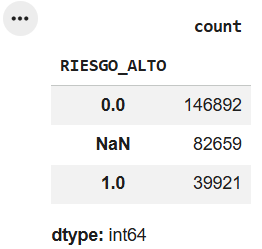 count
RIESGO_ALTO
0.0 146892
NaN 82659
1.0 39921
dtype: int64